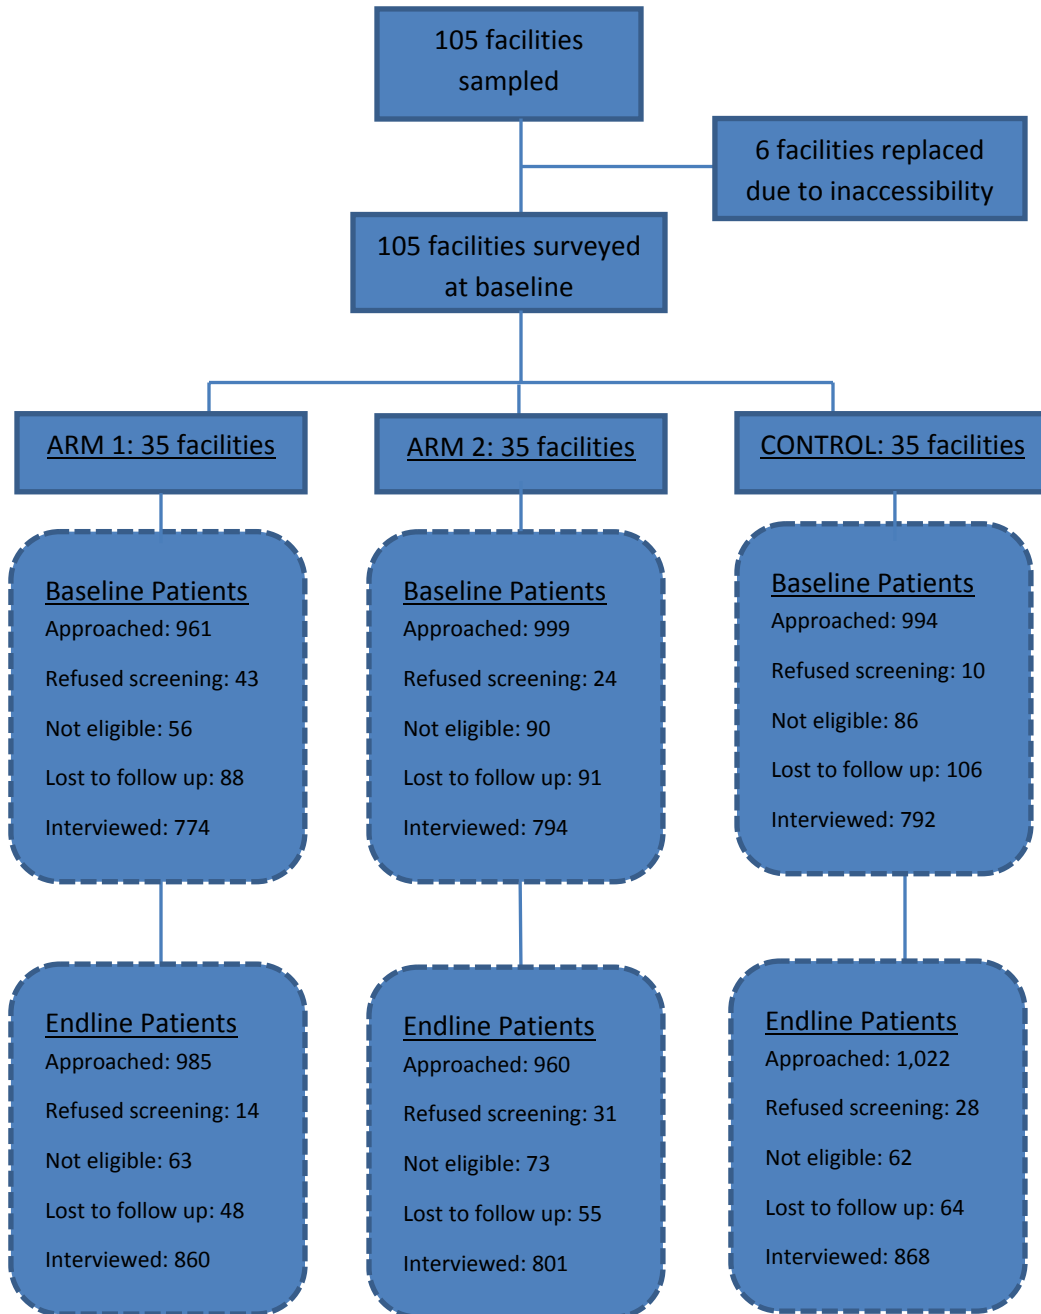 105 facilities
sampled
6 facilities replaced
due to inaccessibility
105 facilities surveyed
at baseline
ARM 1: 35 facilities
ARM 2: 35 facilities
CONTROL: 35 facilities
Baseline Patients
Approached: 961
Refused screening: 43
Not eligible: 56
Lost to follow up: 88
Interviewed: 774
Baseline Patients
Approached: 999
Refused screening: 24
Not eligible: 90
Lost to follow up: 91
Interviewed: 794
Baseline Patients
Approached: 994
Refused screening: 10
Not eligible: 86
Lost to follow up: 106
Interviewed: 792
Endline Patients
Approached: 985
Refused screening: 14
Not eligible: 63
Lost to follow up: 48
Interviewed: 860
Endline Patients
Approached: 960
Refused screening: 31
Not eligible: 73
Lost to follow up: 55
Interviewed: 801
Endline Patients
Approached: 1,022
Refused screening: 28
Not eligible: 62
Lost to follow up: 64
Interviewed: 868